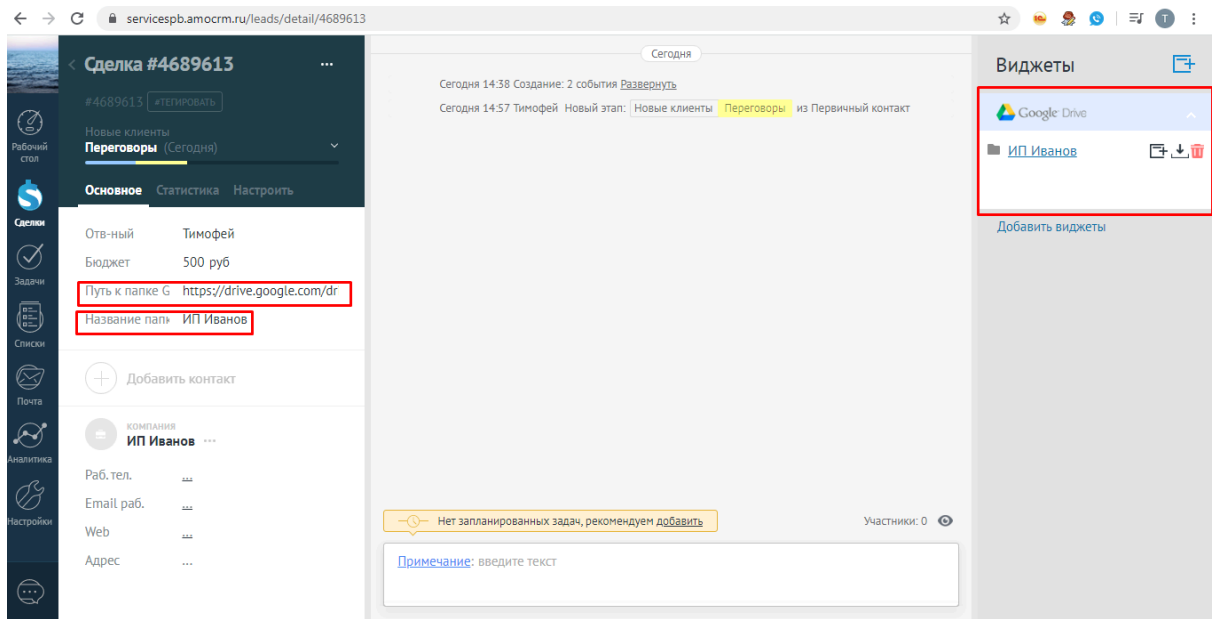 servicespb.amocrm.ru/leads/detail/4689613
T
Сделка #4689613
...
#4689613 #ТЕГИРОВАТЬ
Новые клиенты
Переговоры (Сегодня)
Основное Статистика Настроить
Отв-ный Тимофей
Бюджет 500 руб
Путь к папке G https://drive.google.com/dr
Название пап ИП Иванов
Добавить контакт
КОМПАНИЯ
ИП Иванов ...
Раб. тел. ...
Email раб. ...
Web ...
Адрес ...
Рабочий
стол
Сделки
Задачи
Списки
Почта
Аналитика
Настройки
Сегодня
Сегодня 14:38 Создание: 2 события Развернуть
Сегодня 14:57 Тимофей Новый этап: Новые клиенты Переговоры из Первичный контакт
Нет запланированных задач, рекомендуем добавить
Участники: 0
Примечание: введите текст
Виджеты
Google Drive
ИП Иванов
Добавить виджеты